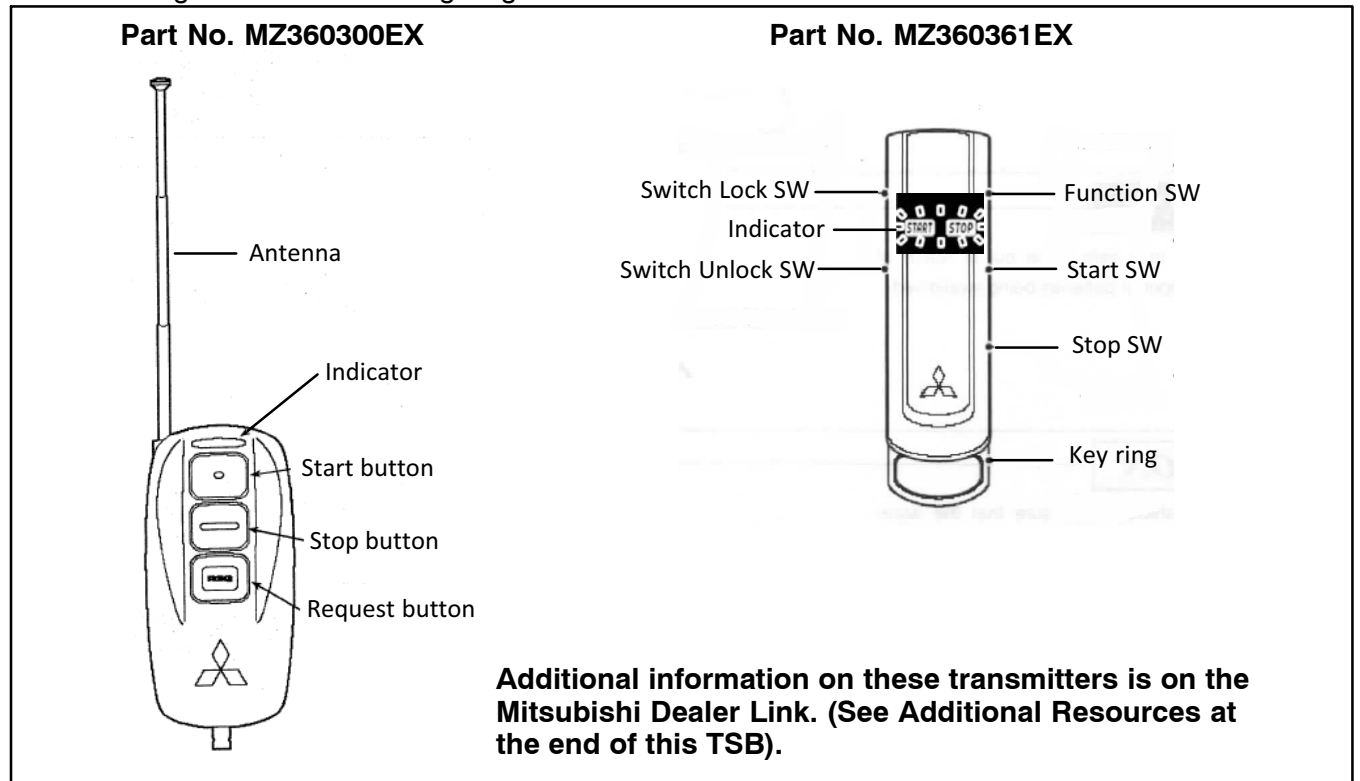 Part No. MZ360300EX
Part No. MZ360361EX
Antenna
Indicator
Start button
Stop button
Request button
Switch Lock SW
Indicator
Switch Unlock SW
START STOP
Function SW
Start SW
Stop SW
Key ring
Additional information on these transmitters is on the
Mitsubishi Dealer Link. (See Additional Resources at
the end of this TSB).